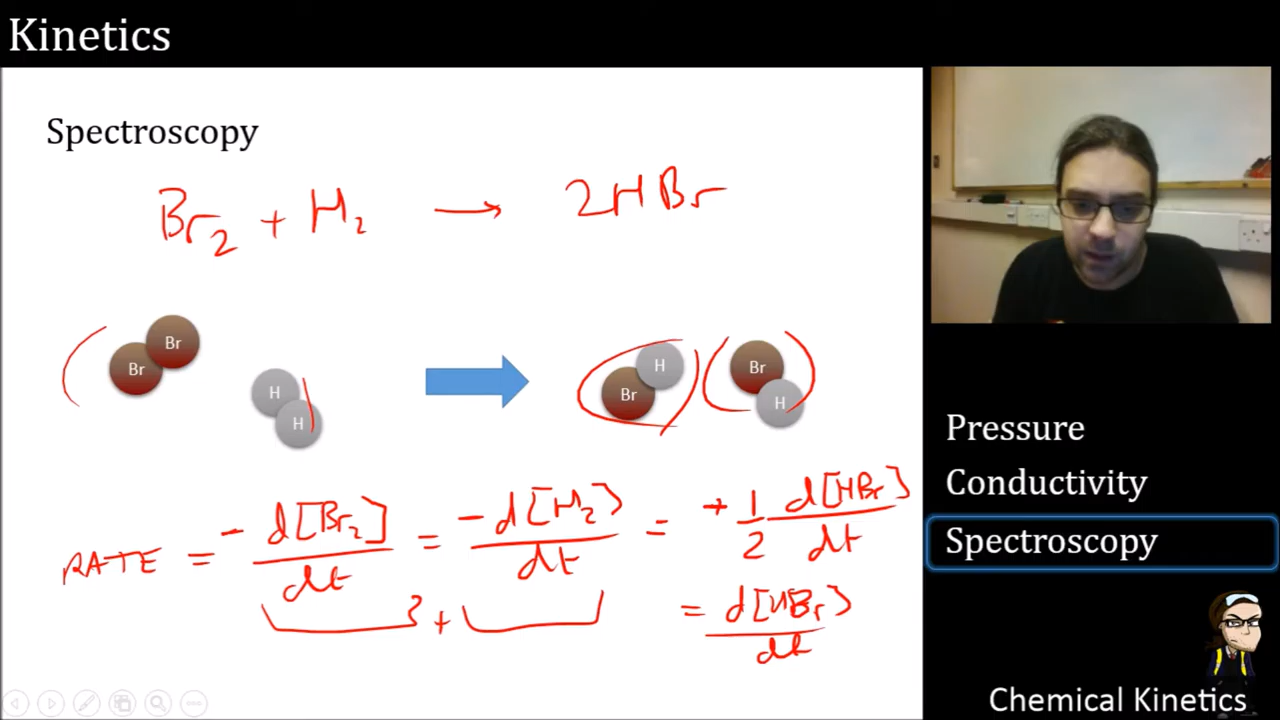 Kinetics
Spectroscopy
Br₂ + H₂ → 2HBr
Br
Br
H
H
H
Br
Br
H
RATE = - d[Br₂]/dt = - d[H₂]/dt = + 1/2 d[HBr]/dt
+
= d[HBr]/dt
Pressure
Conductivity
Spectroscopy
Chemical Kinetics